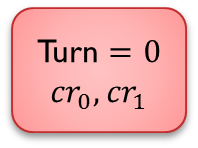 Turn = 0
cr₀, cr₁